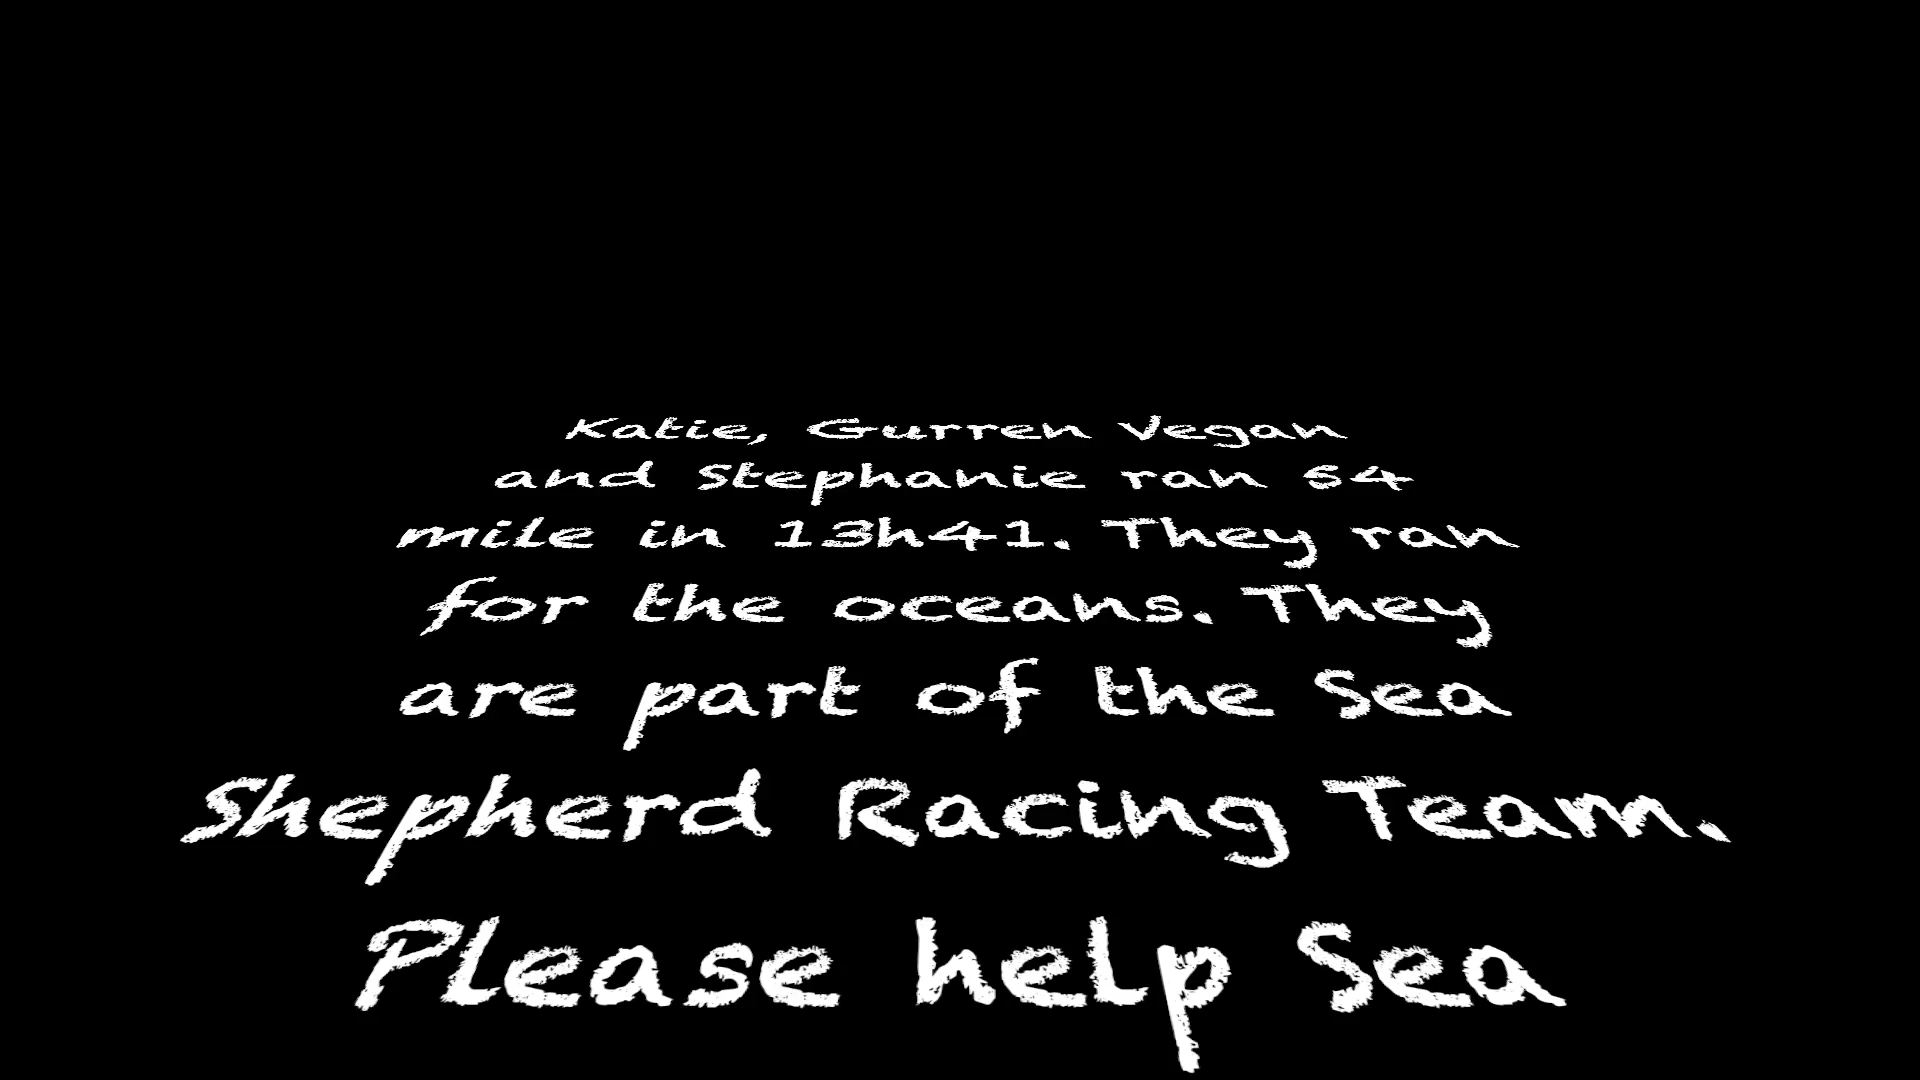 Katie, Gurren Vegan
and Stephanie ran 54
mile in 13h41. They ran
for the oceans. They
are part of the Sea
Shepherd Racing Team.
Please help Sea